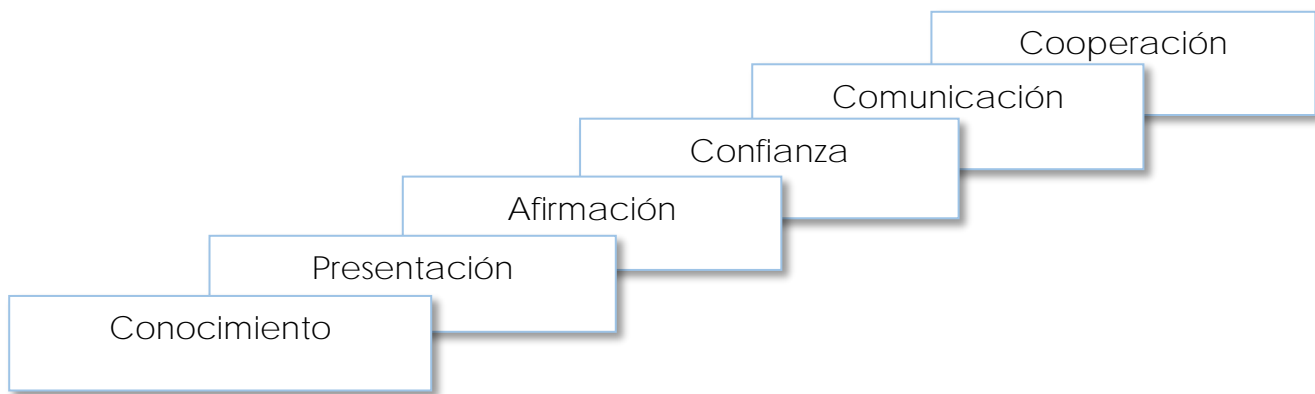 Cooperación
Comunicación
Confianza
Afirmación
Presentación
Conocimiento